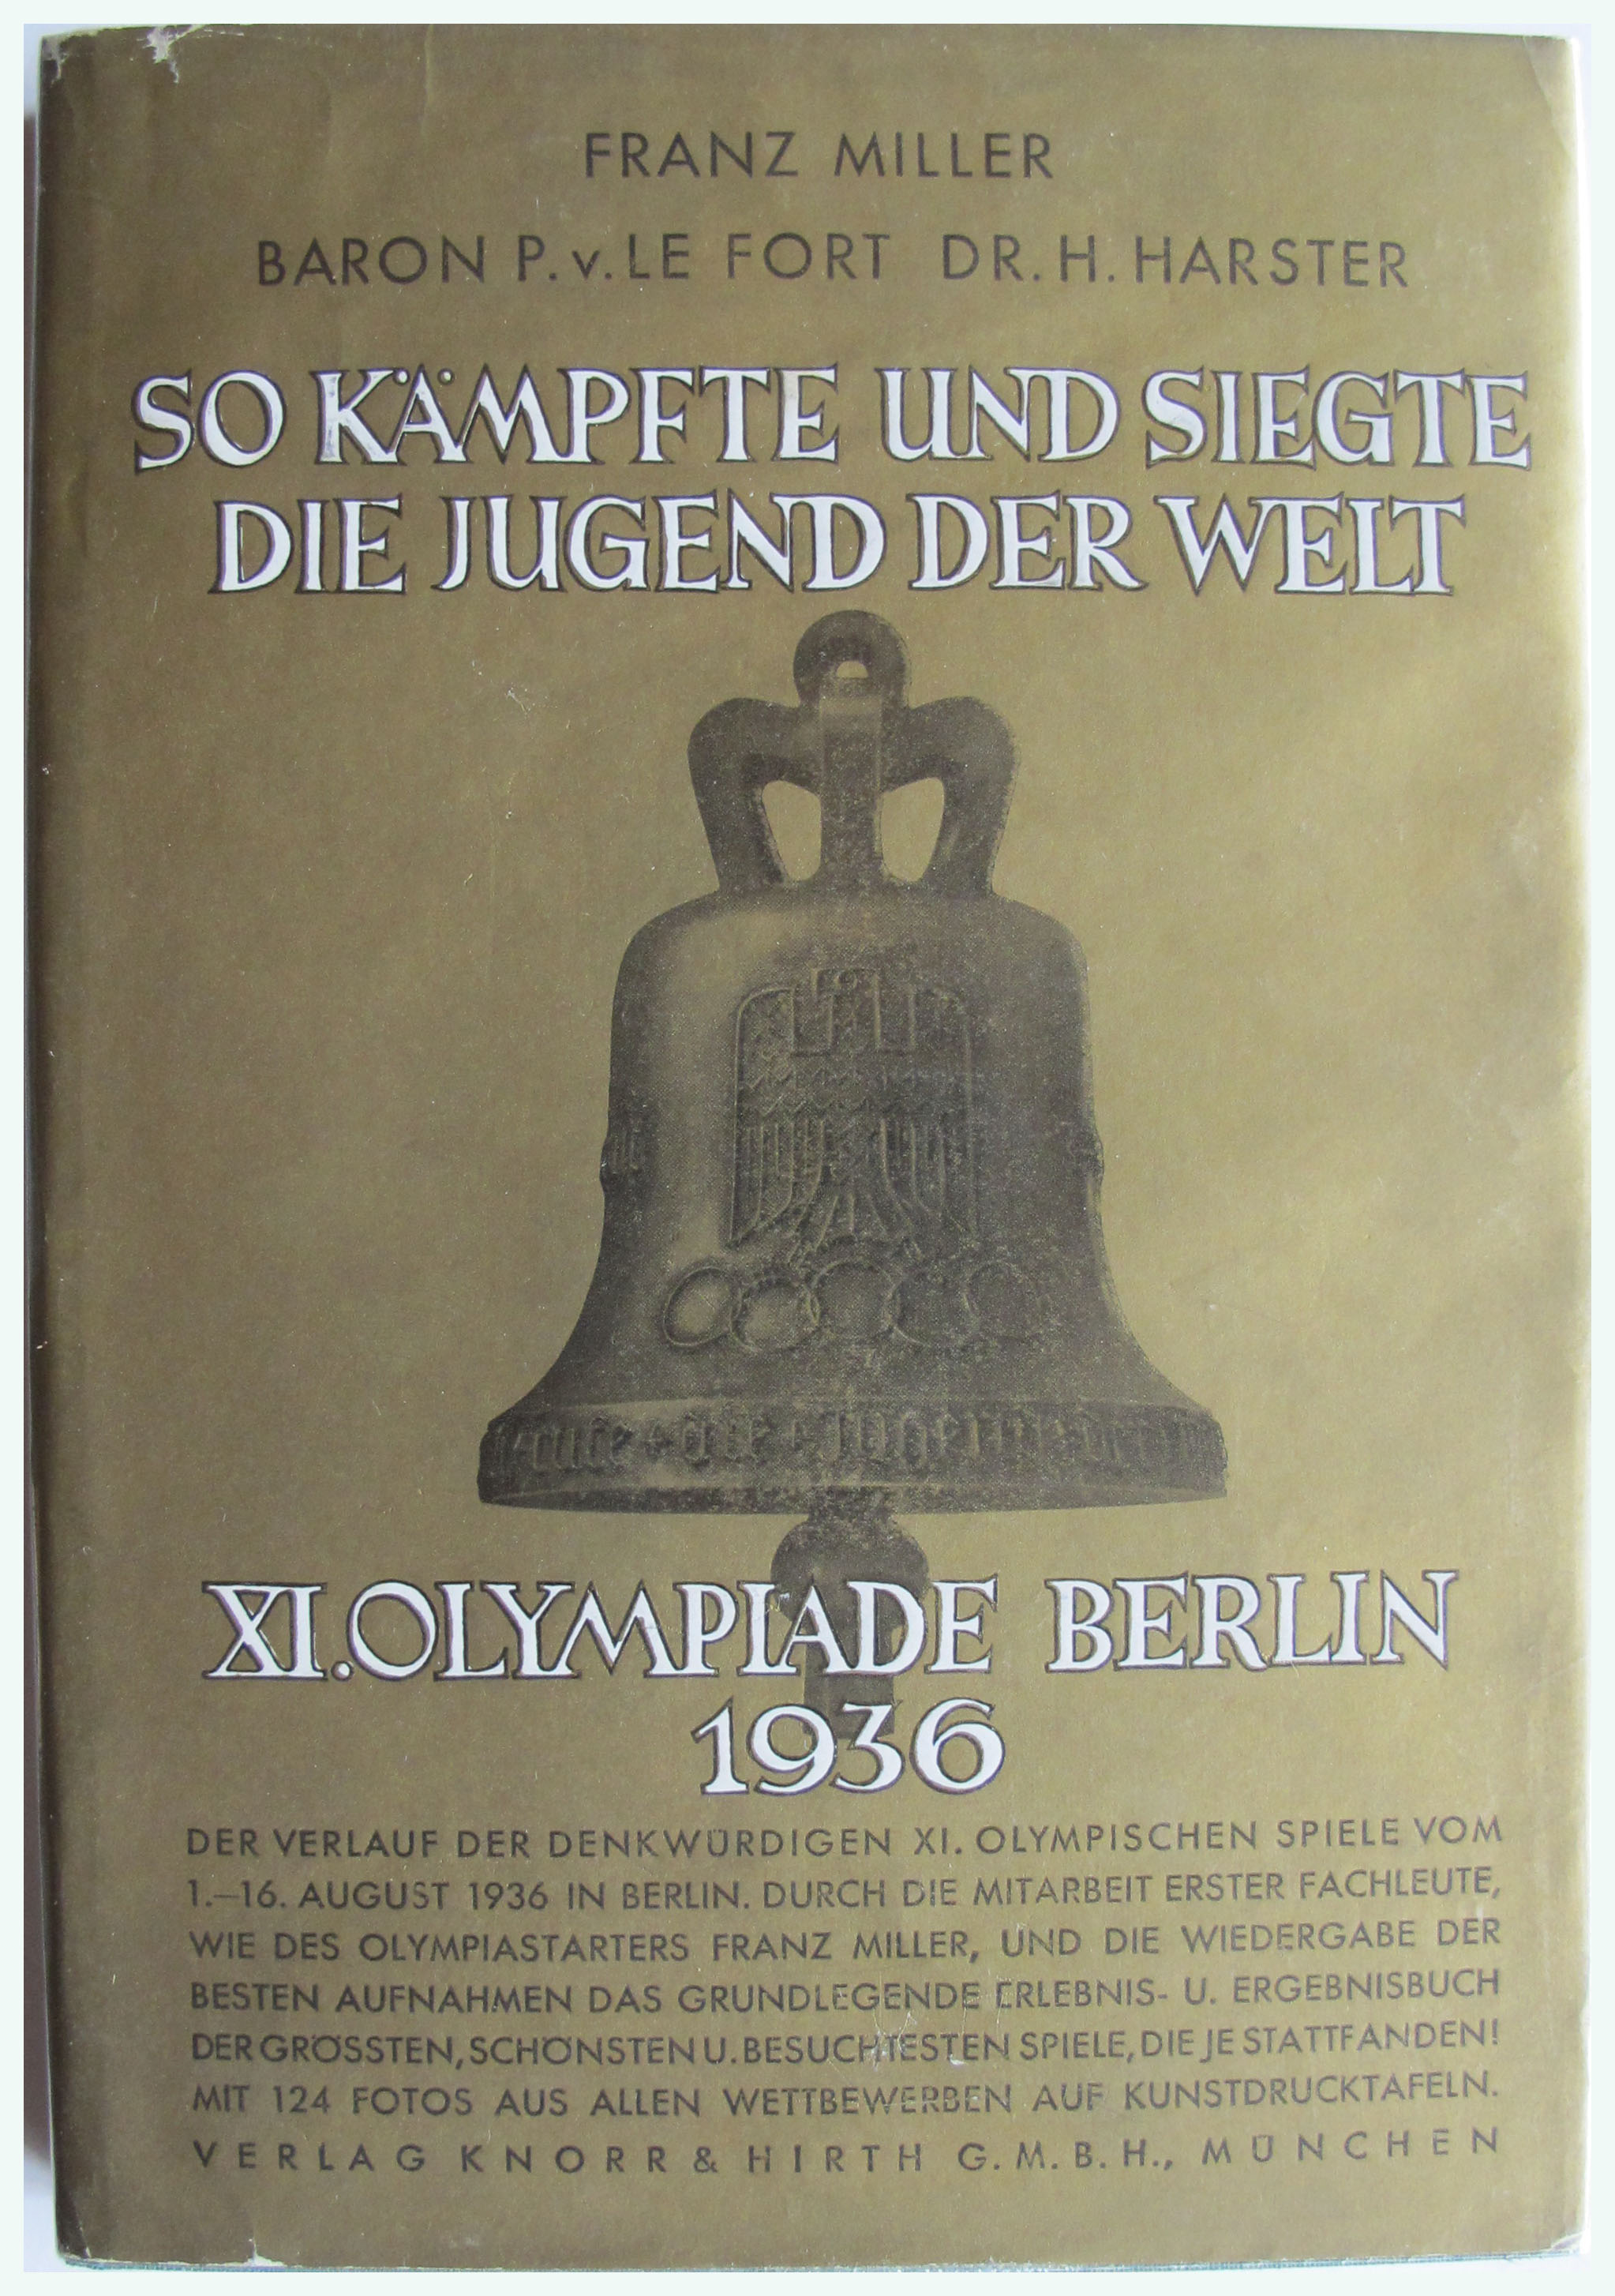 FRANZ MILLER
BARON P. v. LE FORT DR. H. HARSTER
SO KÄMPFTE UND SIEGTE
DIE JUGEND DER WELT
rufe + die + Jugend
XI. OLYMPIADE BERLIN
1936
DER VERLAUF DER DENKWÜRDIGEN XI. OLYMPISCHEN SPIELE VOM
1.–16. AUGUST 1936 IN BERLIN. DURCH DIE MITARBEIT ERSTER FACHLEUTE,
WIE DES OLYMPIASTARTERS FRANZ MILLER, UND DIE WIEDERGABE DER
BESTEN AUFNAHMEN DAS GRUNDLEGENDE ERLEBNIS- U. ERGEBNISBUCH
DER GRÖSSTEN, SCHÖNSTEN U. BESUCHTESTEN SPIELE, DIE JE STATTFANDEN!
MIT 124 FOTOS AUS ALLEN WETTBEWERBEN AUF KUNSTDRUCKTAFELN.
VERLAG KNORR & HIRTH G. M. B. H., MÜNCHEN